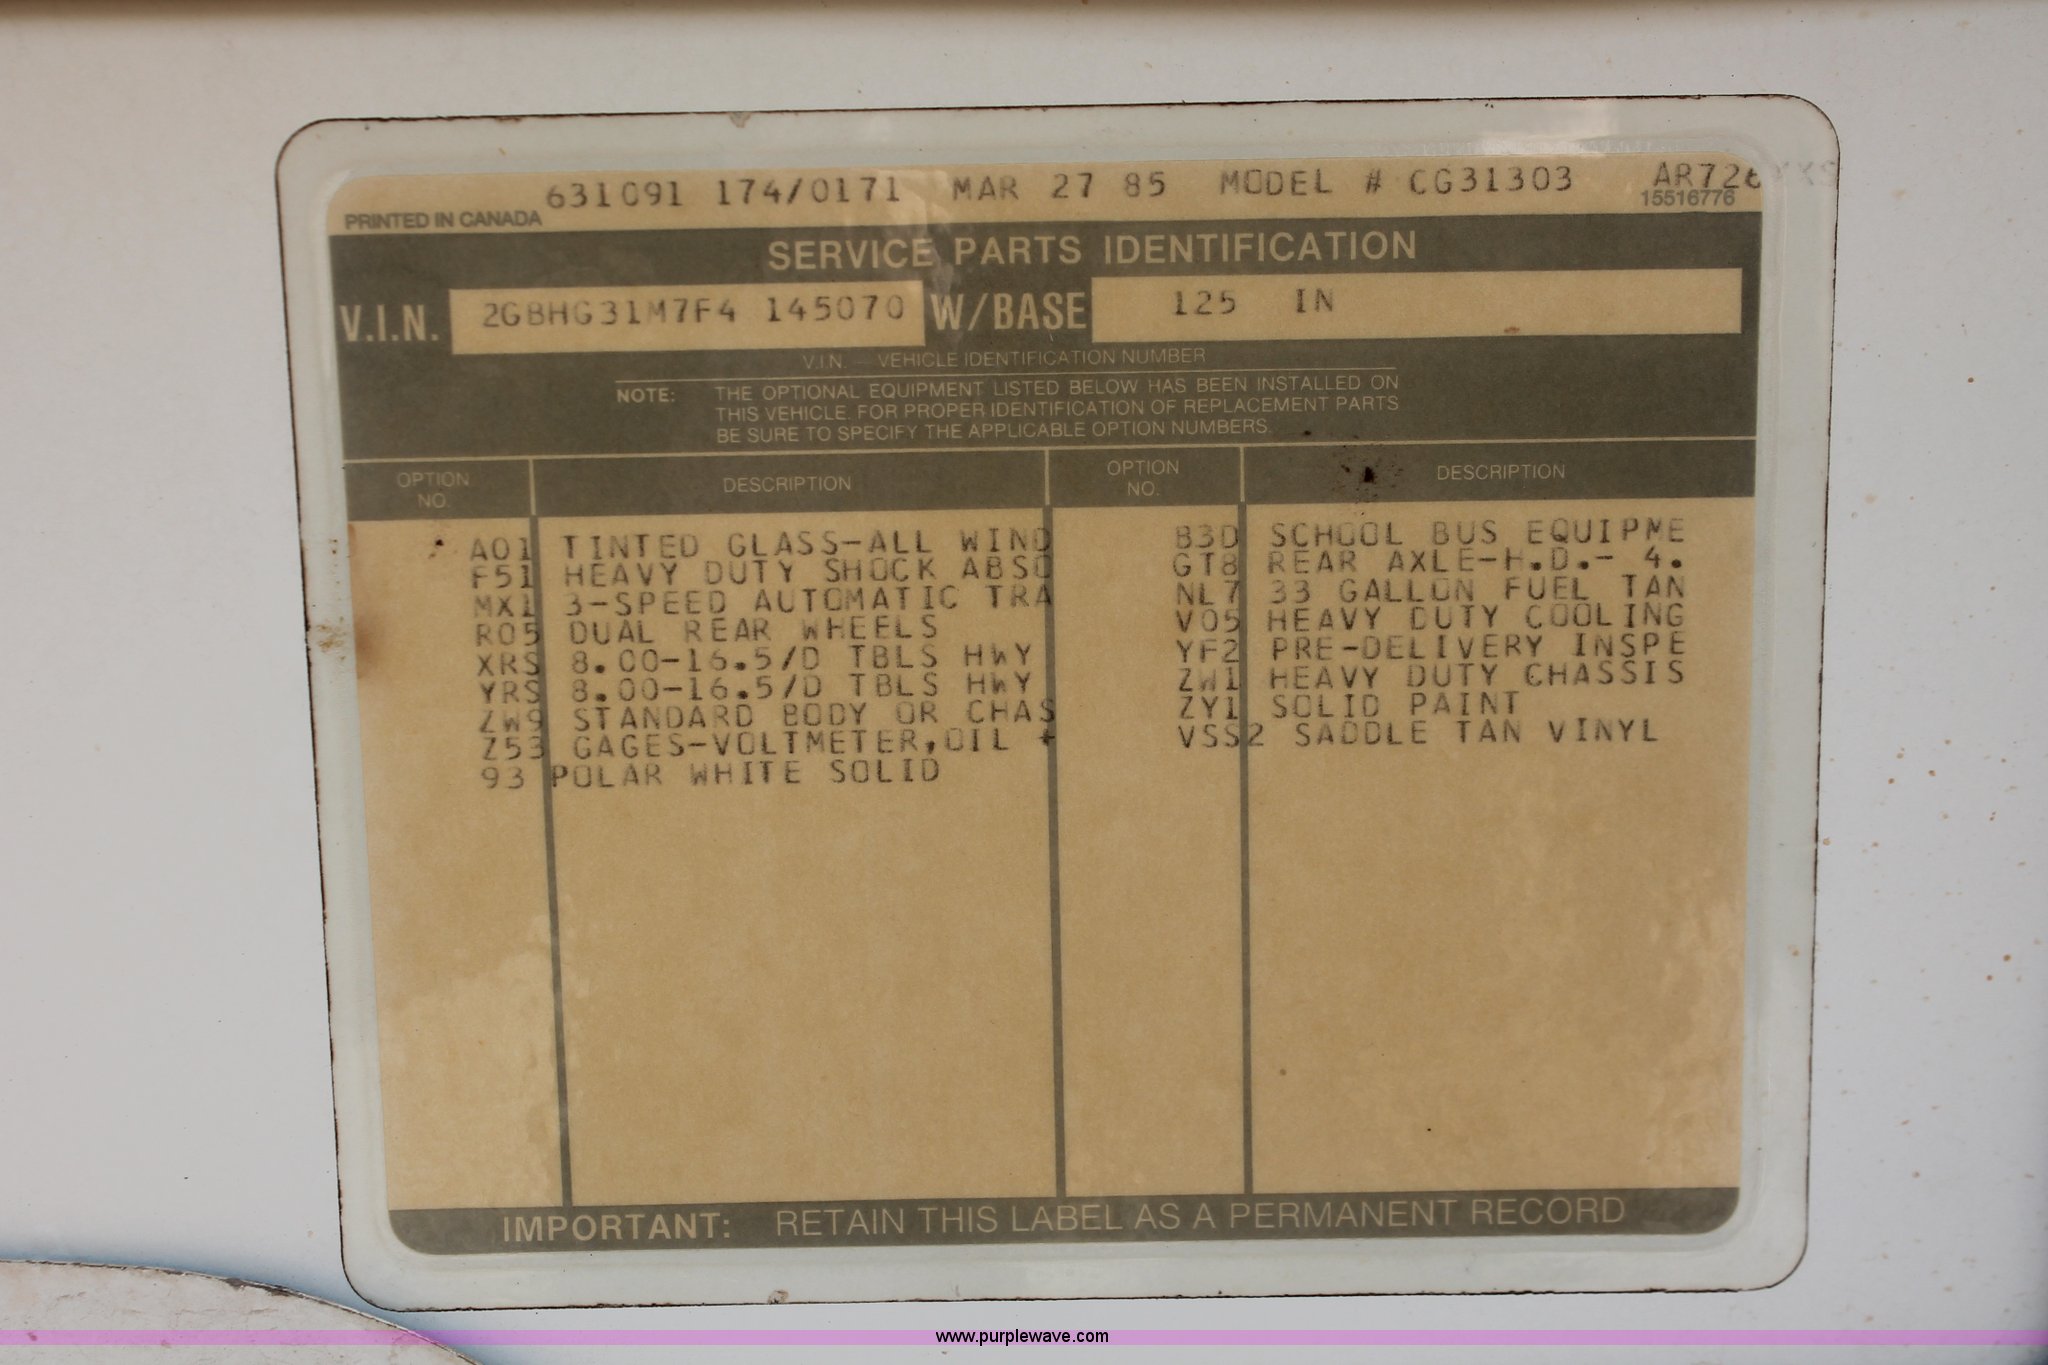 631091 174/0171 MAR 27 85 MODEL # CG31303 AR726
PRINTED IN CANADA
15516776
SERVICE PARTS IDENTIFICATION
V.I.N. 2GBHG31M7F4 145070 W/BASE 125 IN
V.I.N. — VEHICLE IDENTIFICATION NUMBER
NOTE: THE OPTIONAL EQUIPMENT LISTED BELOW HAS BEEN INSTALLED ON
THIS VEHICLE. FOR PROPER IDENTIFICATION OF REPLACEMENT PARTS
BE SURE TO SPECIFY THE APPLICABLE OPTION NUMBERS.
OPTION NO. DESCRIPTION OPTION NO. DESCRIPTION
A01 TINTED GLASS-ALL WIND B3D SCHOOL BUS EQUIPME
F51 HEAVY DUTY SHOCK ABSO GT8 REAR AXLE-H.D.- 4.
MX1 3-SPEED AUTOMATIC TRA NL7 33 GALLON FUEL TAN
R05 DUAL REAR WHEELS V05 HEAVY DUTY COOLING
XRS 8.00-16.5/D TBLS HWY YF2 PRE-DELIVERY INSPE
YRS 8.00-16.5/D TBLS HWY ZW1 HEAVY DUTY CHASSIS
ZW9 STANDARD BODY OR CHAS ZY1 SOLID PAINT
Z53 GAGES-VOLTMETER,OIL + VSS2 SADDLE TAN VINYL
93 POLAR WHITE SOLID
IMPORTANT: RETAIN THIS LABEL AS A PERMANENT RECORD
www.purplewave.com